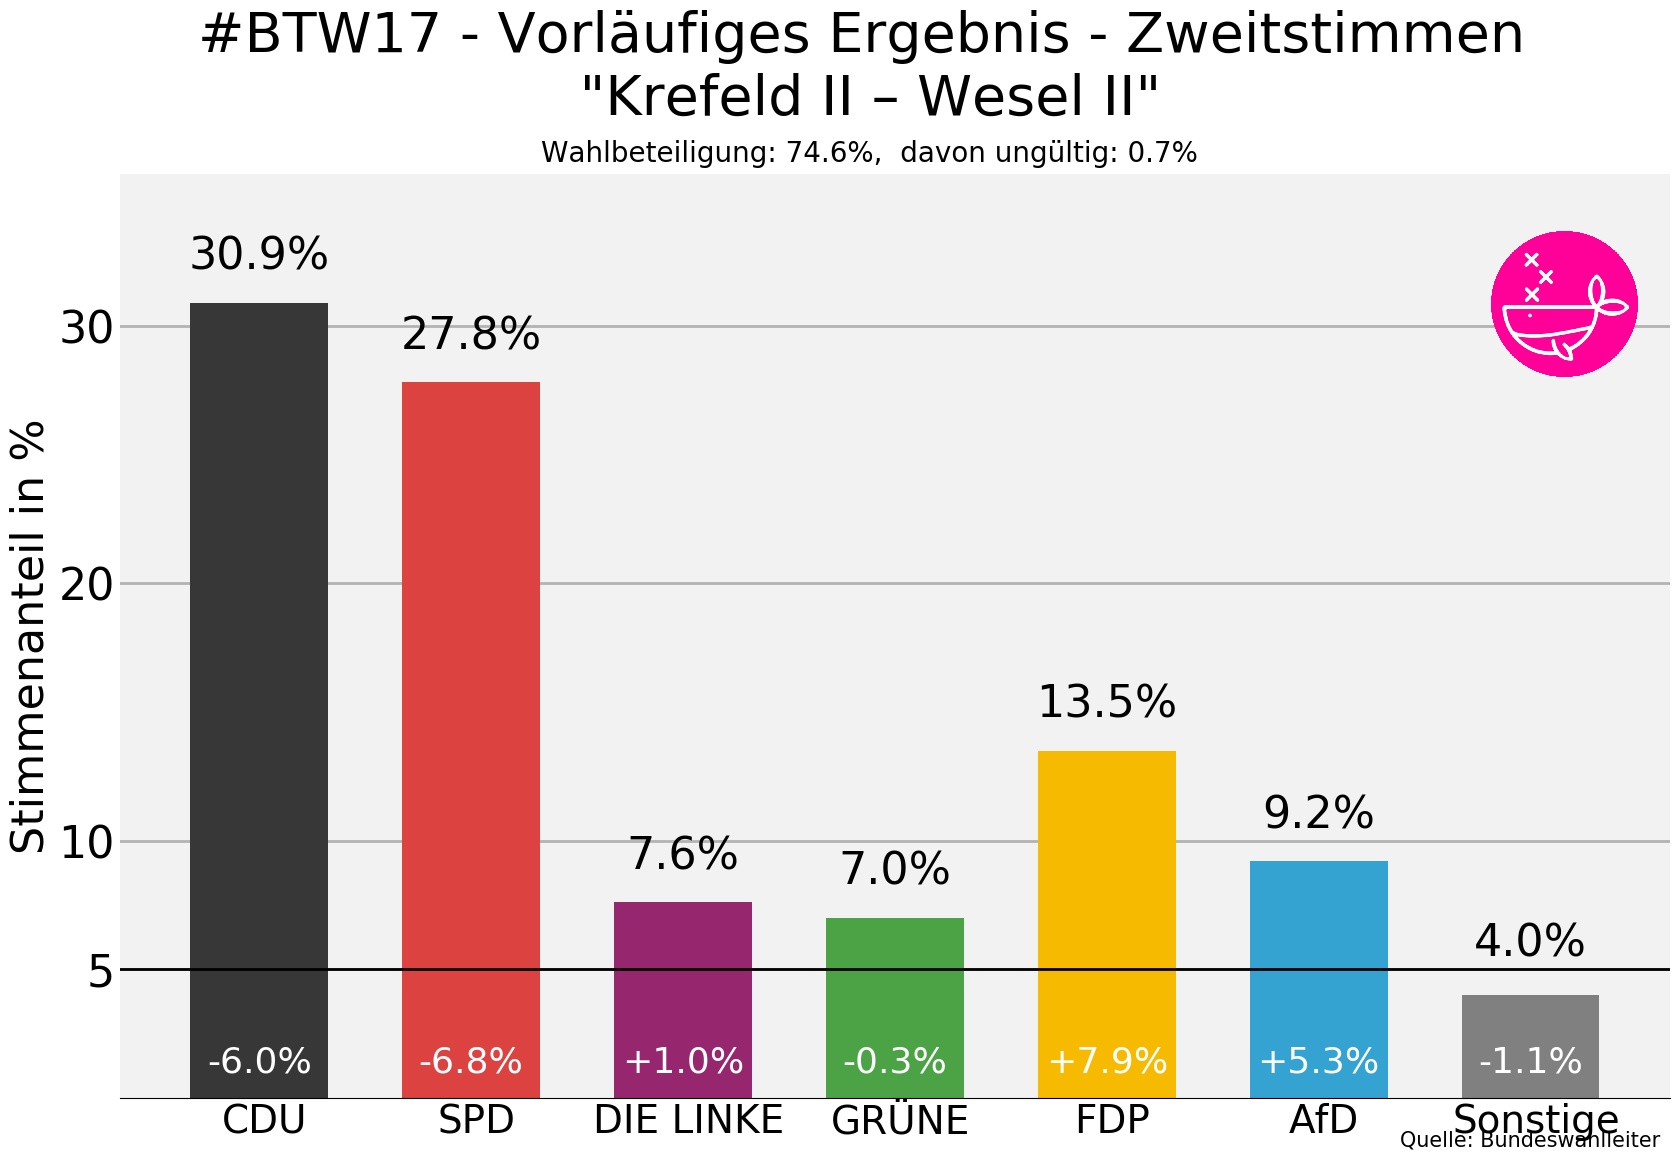 #BTW17 - Vorläufiges Ergebnis - Zweitstimmen
"Krefeld II – Wesel II"
Wahlbeteiligung: 74.6%,  davon ungültig: 0.7%
Stimmenanteil in %
30
20
10
5
30.9%
27.8%
7.6%
7.0%
13.5%
9.2%
4.0%
-6.0%
-6.8%
+1.0%
-0.3%
+7.9%
+5.3%
-1.1%
CDU
SPD
DIE LINKE
GRÜNE
FDP
AfD
Sonstige
Quelle: Bundeswahlleiter